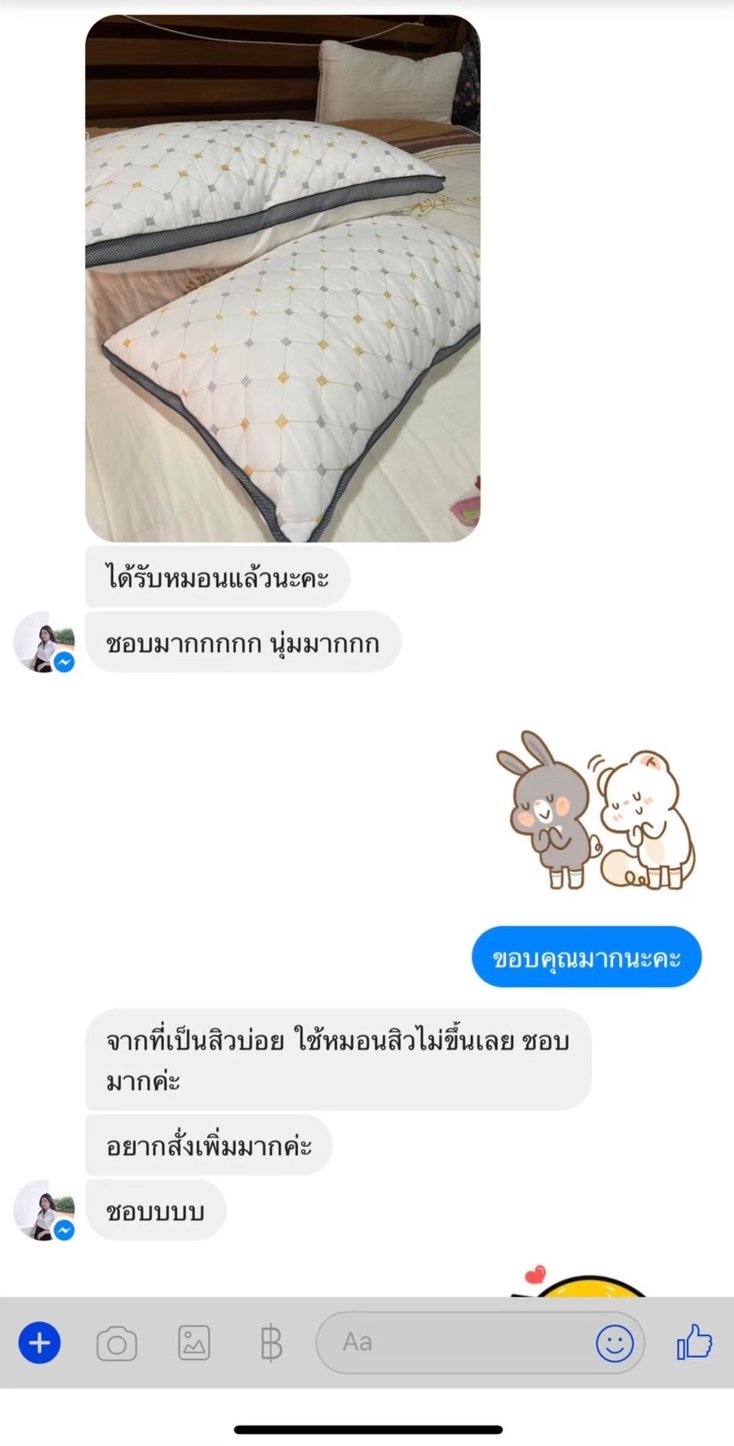 ได้รับหมอนแล้วนะคะ
ชอบมากกกกก นุ่มมากกก
ขอบคุณมากนะคะ
จากที่เป็นสิวบ่อย ใช้หมอนสิวไม่ขึ้นเลย ชอบ
มากค่ะ
อยากสั่งเพิ่มมากค่ะ
ชอบบบบ
Aa